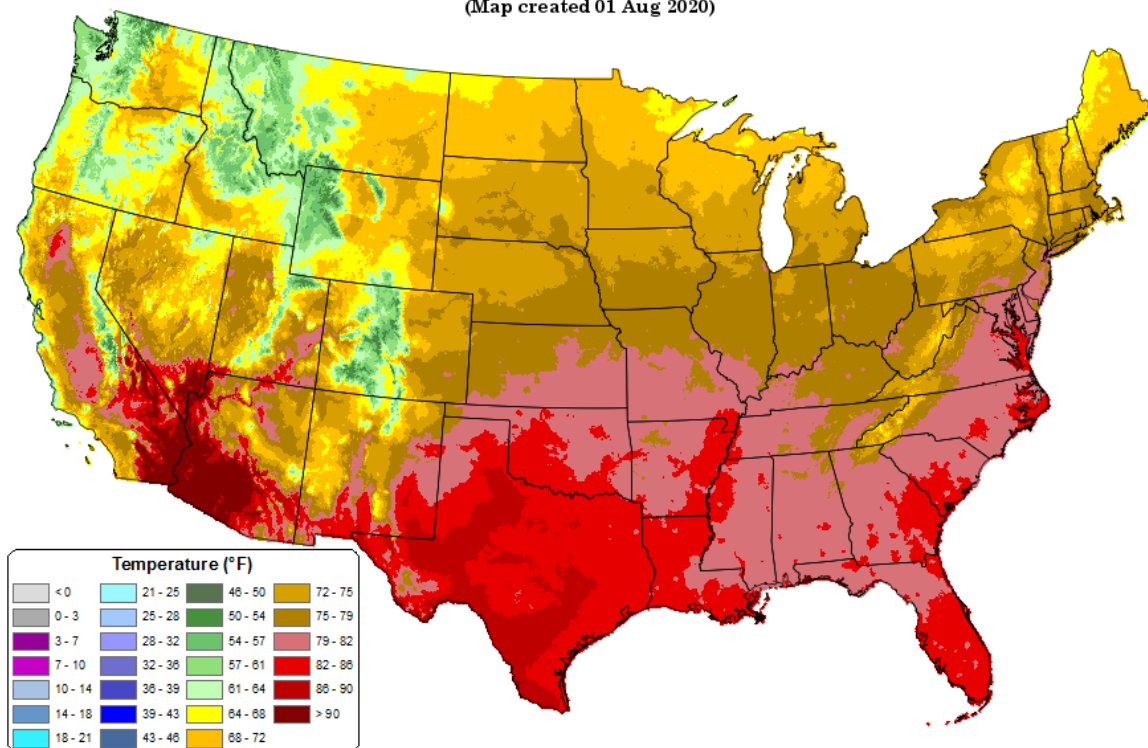 (Map created 01 Aug 2020)
Temperature (°F)
< 0
0 - 3
3 - 7
7 - 10
10 - 14
14 - 18
18 - 21
21 - 25
25 - 28
28 - 32
32 - 36
36 - 39
39 - 43
43 - 46
46 - 50
50 - 54
54 - 57
57 - 61
61 - 64
64 - 68
68 - 72
72 - 75
75 - 79
79 - 82
82 - 86
86 - 90
> 90